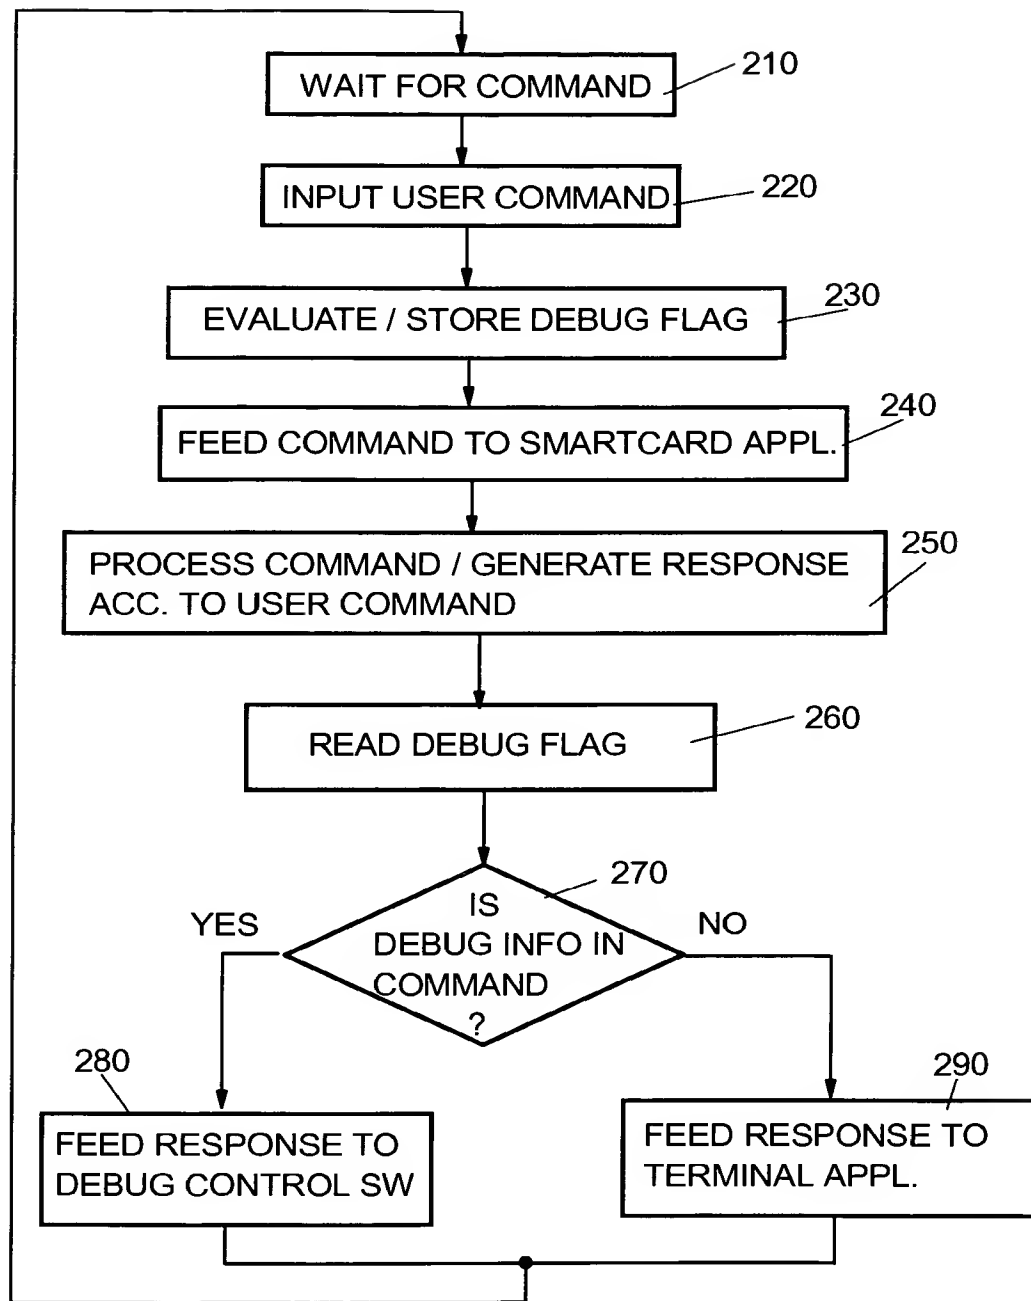 WAIT FOR COMMAND
210
INPUT USER COMMAND
220
EVALUATE / STORE DEBUG FLAG
230
FEED COMMAND TO SMARTCARD APPL.
240
PROCESS COMMAND / GENERATE RESPONSE
ACC. TO USER COMMAND
250
READ DEBUG FLAG
260
270
IS
DEBUG INFO IN
COMMAND
?
YES
NO
280
FEED RESPONSE TO
DEBUG CONTROL SW
290
FEED RESPONSE TO
TERMINAL APPL.